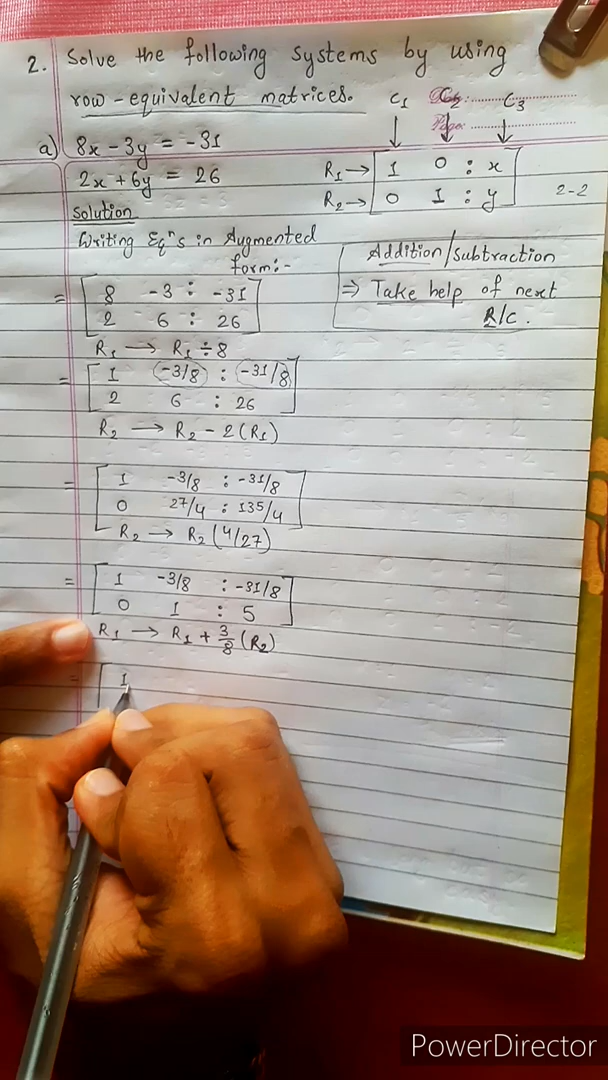 2. Solve the following systems by using
row-equivalent matrices.
C1 C2 C3
a) 8x - 3y = -31
2x + 6y = 26
R1 → [ 1 0 : x ]
R2 → [ 0 1 : y ]
2-2
Solution
Writing Eqⁿs in Augmented
form:-
Addition/Subtraction
⇒ Take help of next
R/C.
= [ 8 -3 : -31
2 6 : 26 ]
R1 → R1 ÷ 8
= [ 1 -3/8 : -31/8
2 6 : 26 ]
R2 → R2 - 2(R1)
= [ 1 -3/8 : -31/8
0 27/4 : 135/4 ]
R2 → R2 (4/27)
= [ 1 -3/8 : -31/8
0 1 : 5 ]
R1 → R1 + 3/8 (R2)
= [ 1
PowerDirector